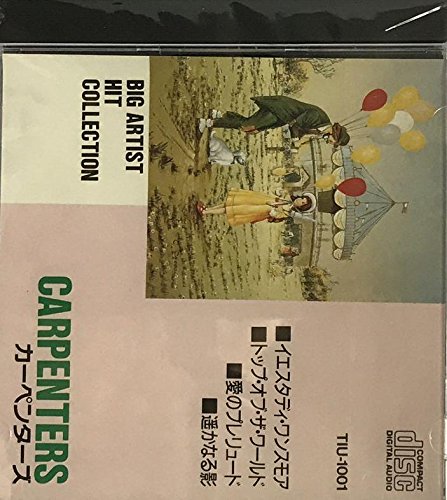 BIG ARTIST
HIT
COLLECTION
CARPENTERS
カーペンターズ
■イエスタデイ・ワンスモア
■トップ・オブ・ザ・ワールド
■愛のプレリュード
■遥かなる影
TIU-1001
COMPACT
disc
DIGITAL AUDIO